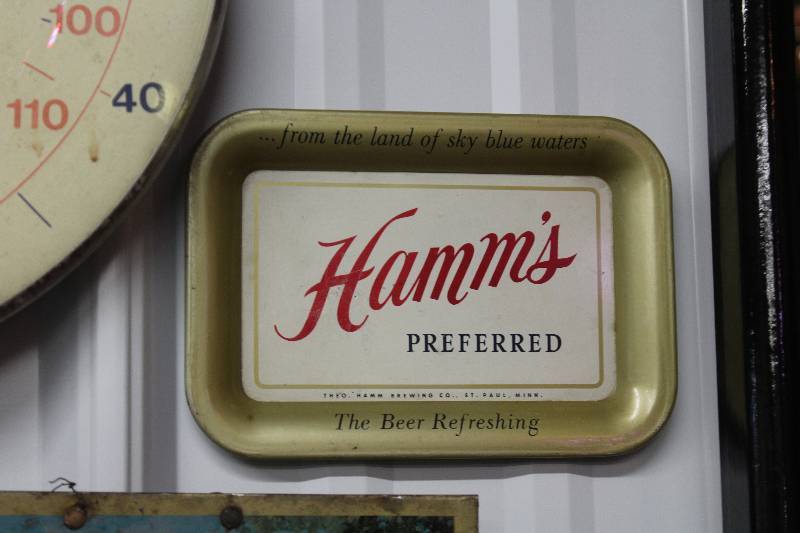 100
110
40
...from the land of sky blue waters
Hamm's
PREFERRED
THEO. HAMM BREWING CO., ST. PAUL, MINN.
The Beer Refreshing